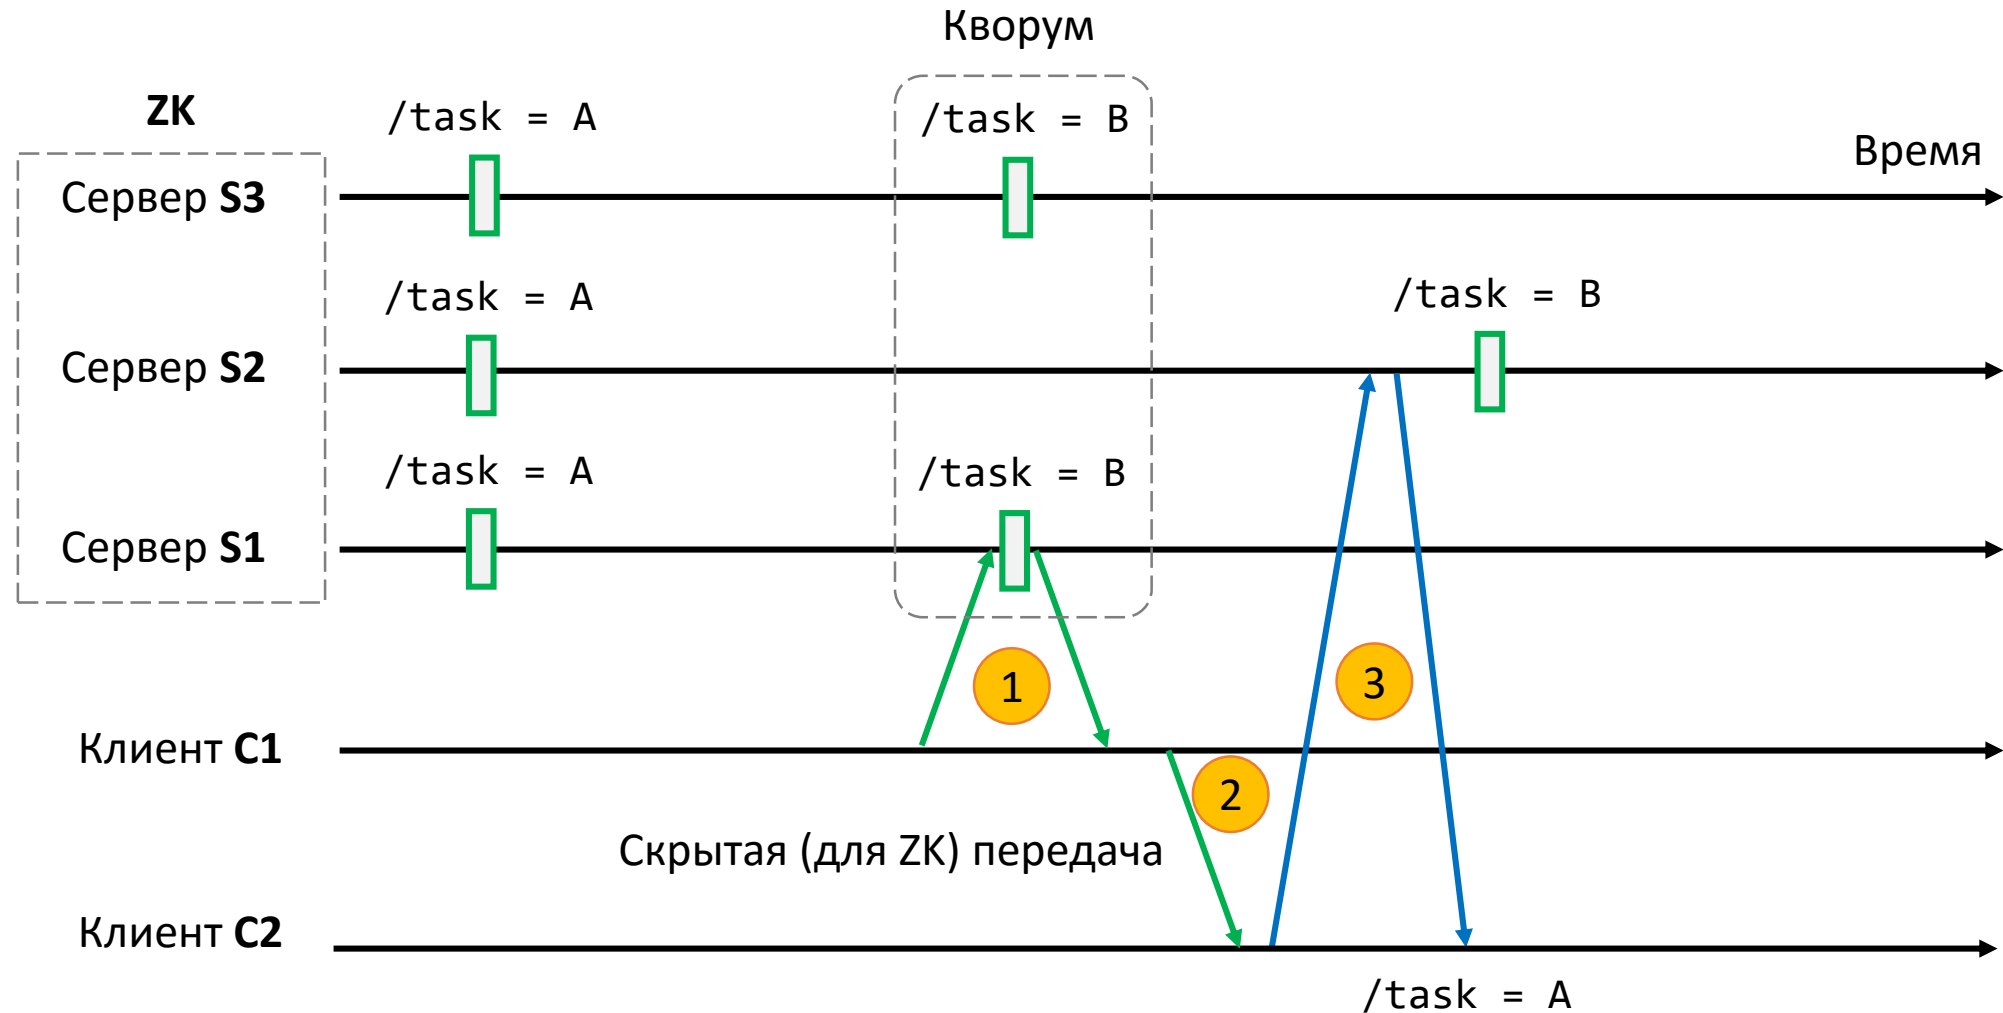 Кворум
ZK
/task = A
/task = B
Время
Сервер S3
/task = A
/task = B
Сервер S2
/task = A
/task = B
Сервер S1
1
3
Клиент C1
2
Скрытая (для ZK) передача
Клиент C2
/task = A